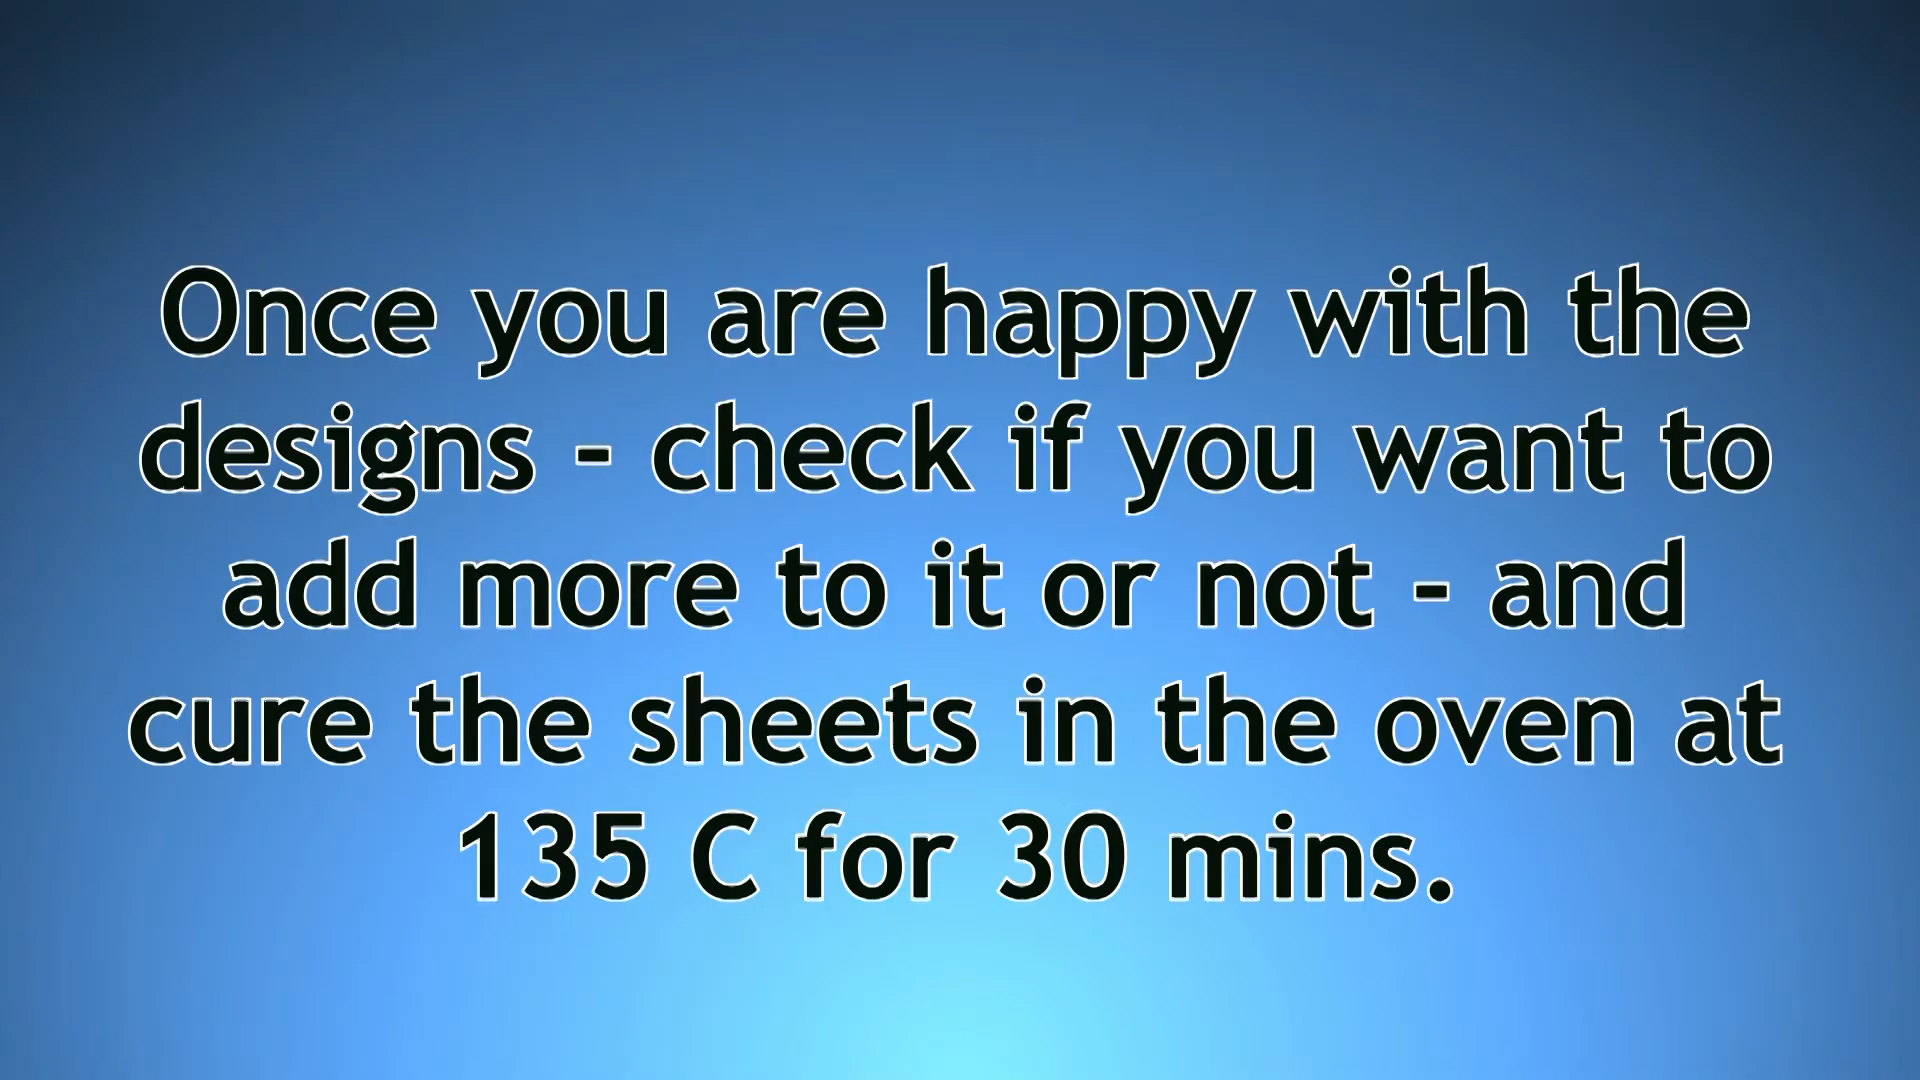 Once you are happy with the
designs - check if you want to
add more to it or not - and
cure the sheets in the oven at
135 C for 30 mins.